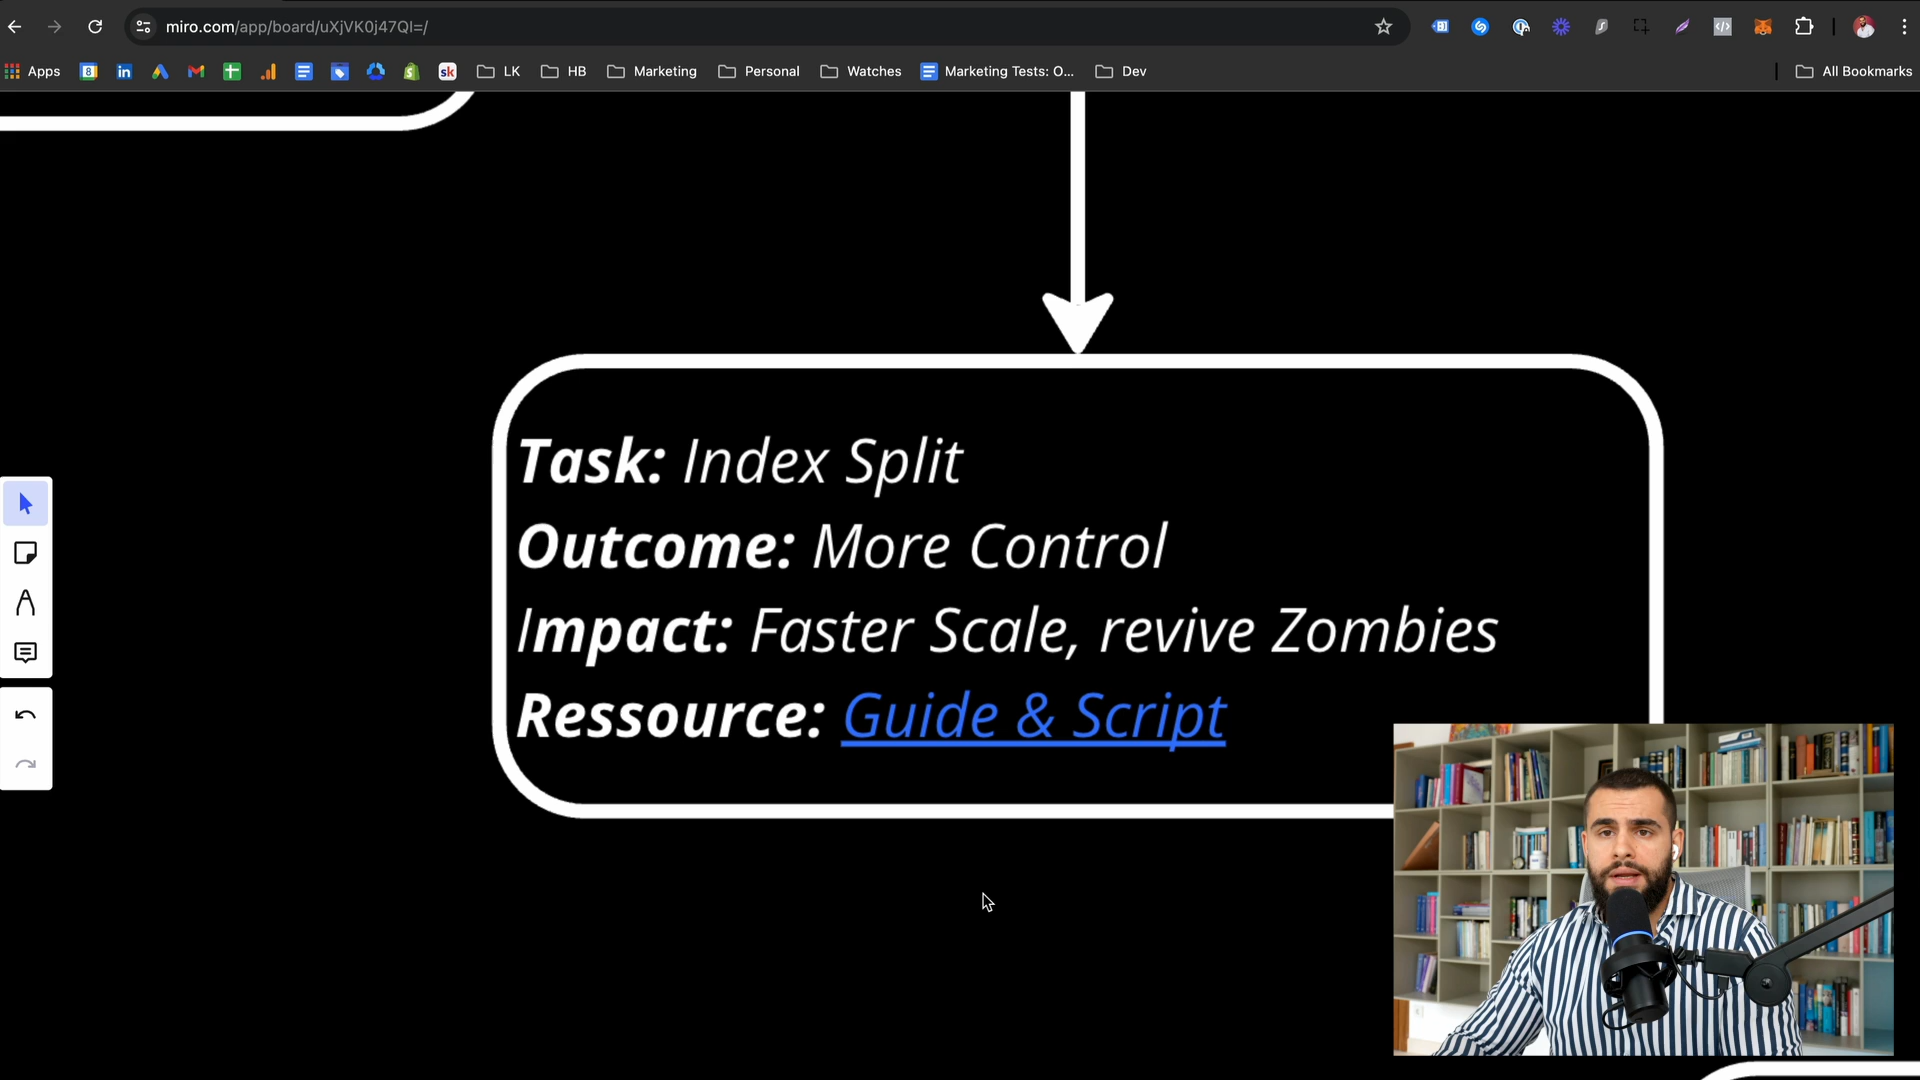 miro.com/app/board/uXjVK0j47QI=/
Apps
LK
HB
Marketing
Personal
Watches
Marketing Tests: O...
Dev
All Bookmarks
Task: Index Split
Outcome: More Control
Impact: Faster Scale, revive Zombies
Ressource: Guide & Script